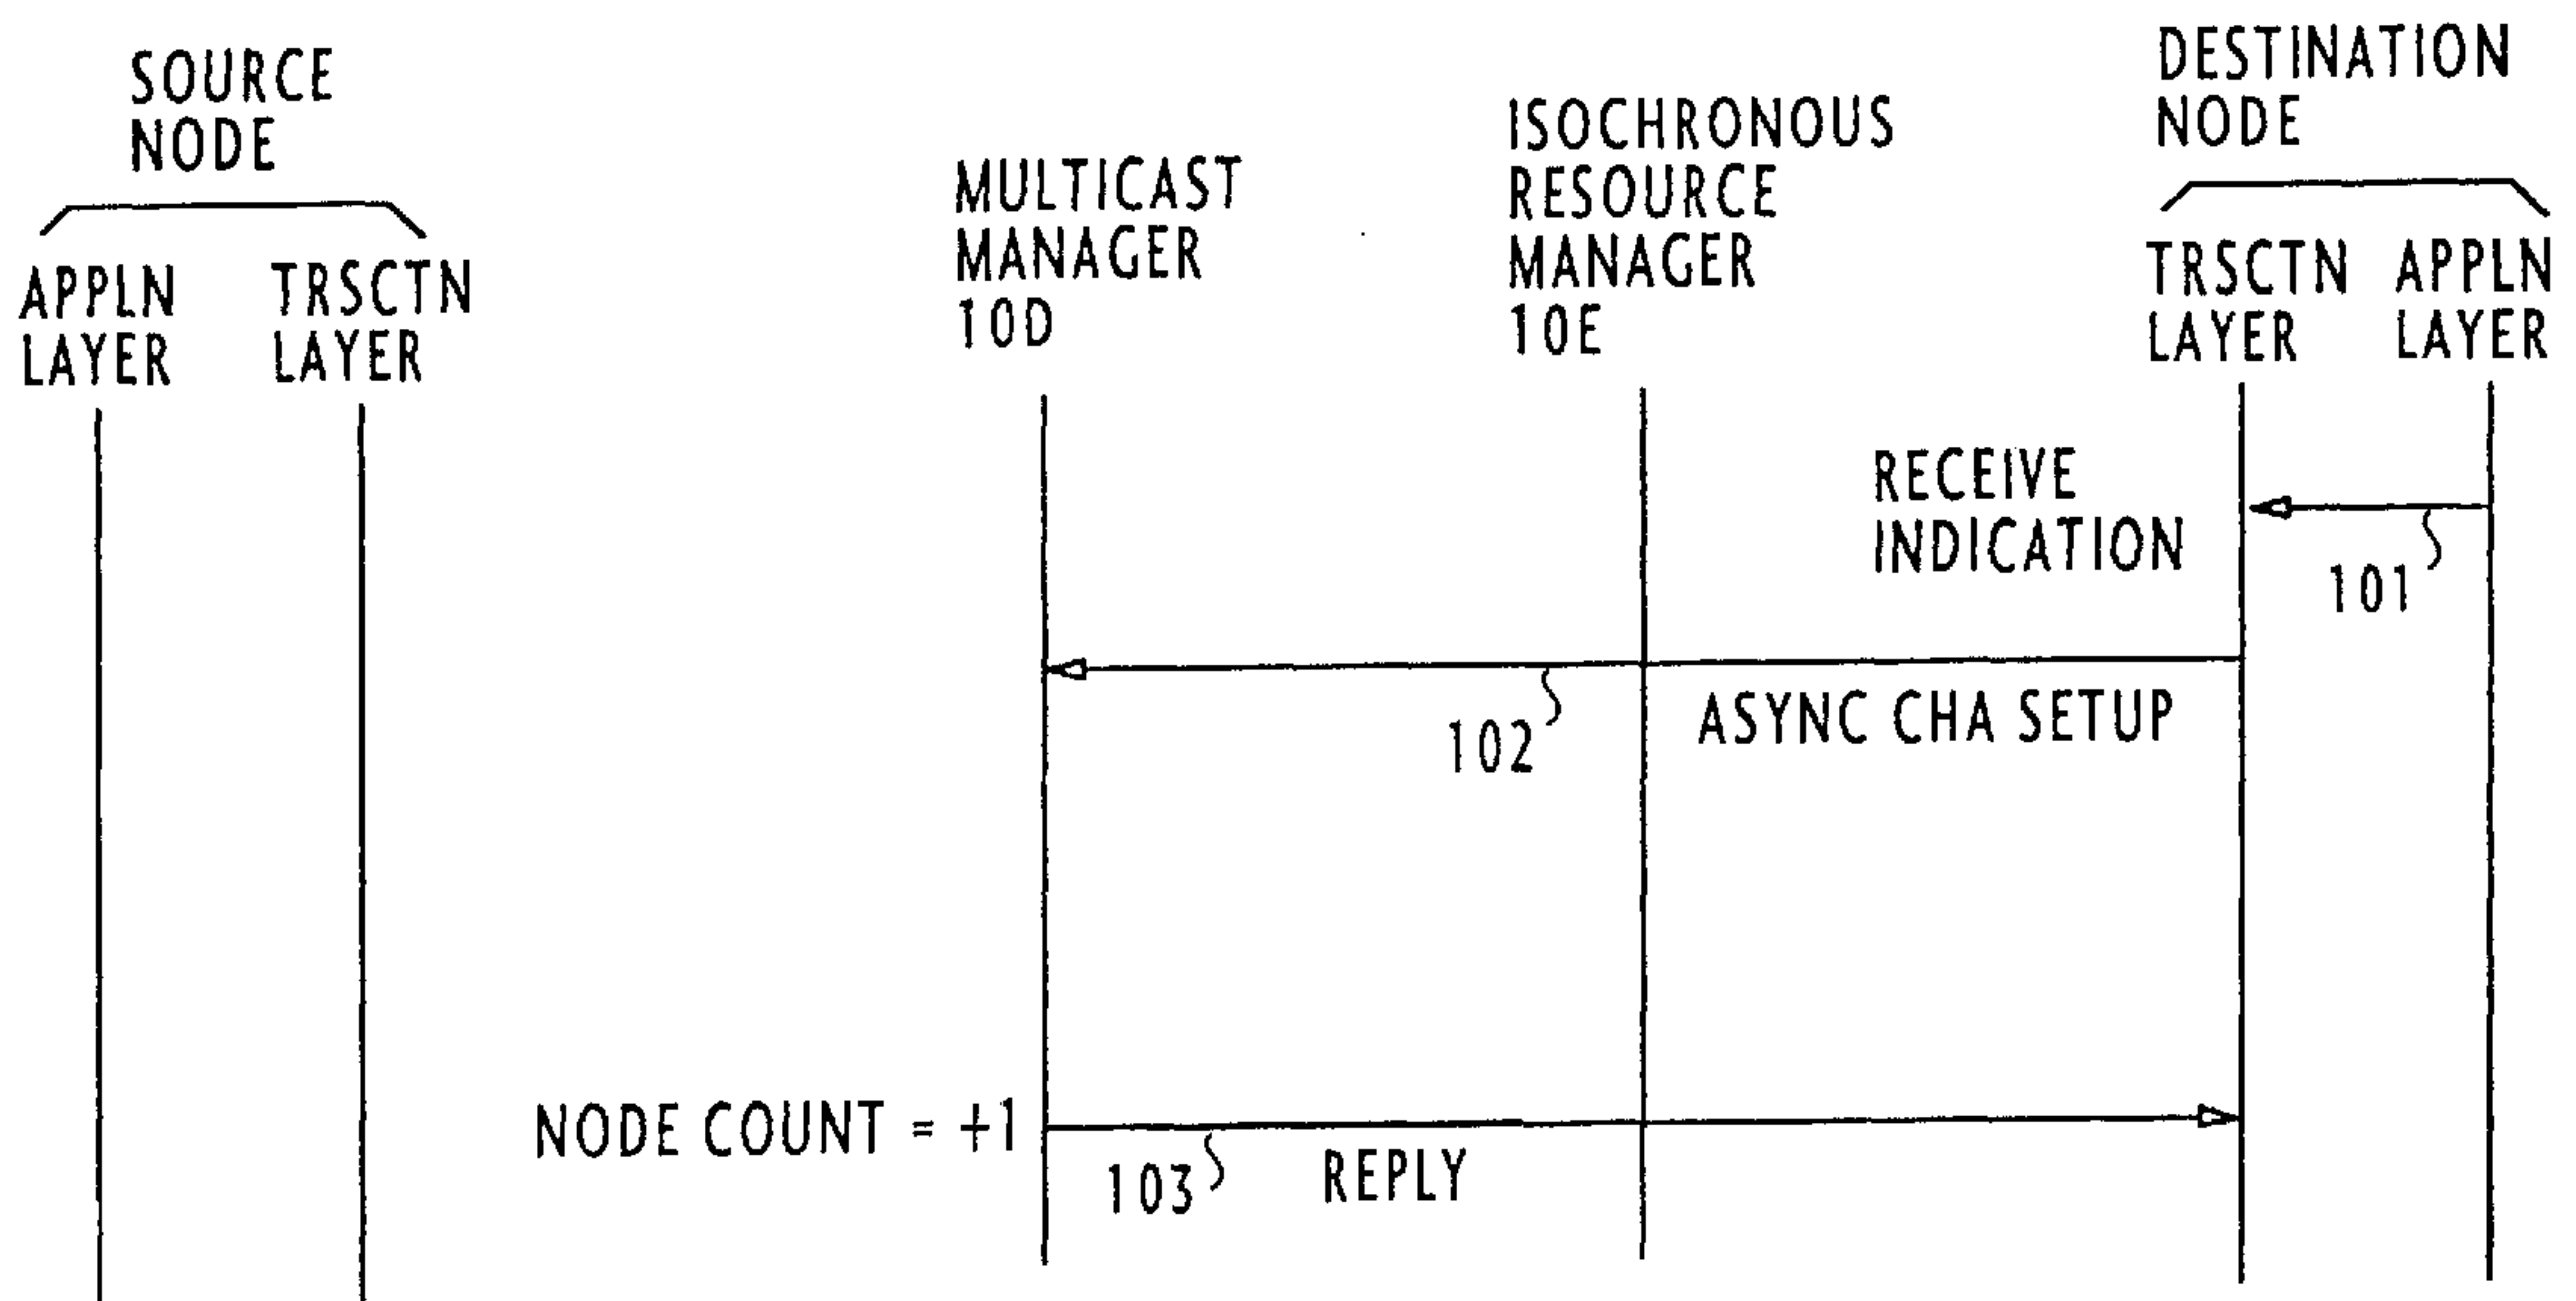 SOURCE
NODE
APPLN
LAYER
TRSCTN
LAYER
MULTICAST
MANAGER
10D
ISOCHRONOUS
RESOURCE
MANAGER
10E
DESTINATION
NODE
TRSCTN
LAYER
APPLN
LAYER
RECEIVE
INDICATION
101
102
ASYNC CHA SETUP
NODE COUNT = +1
103
REPLY